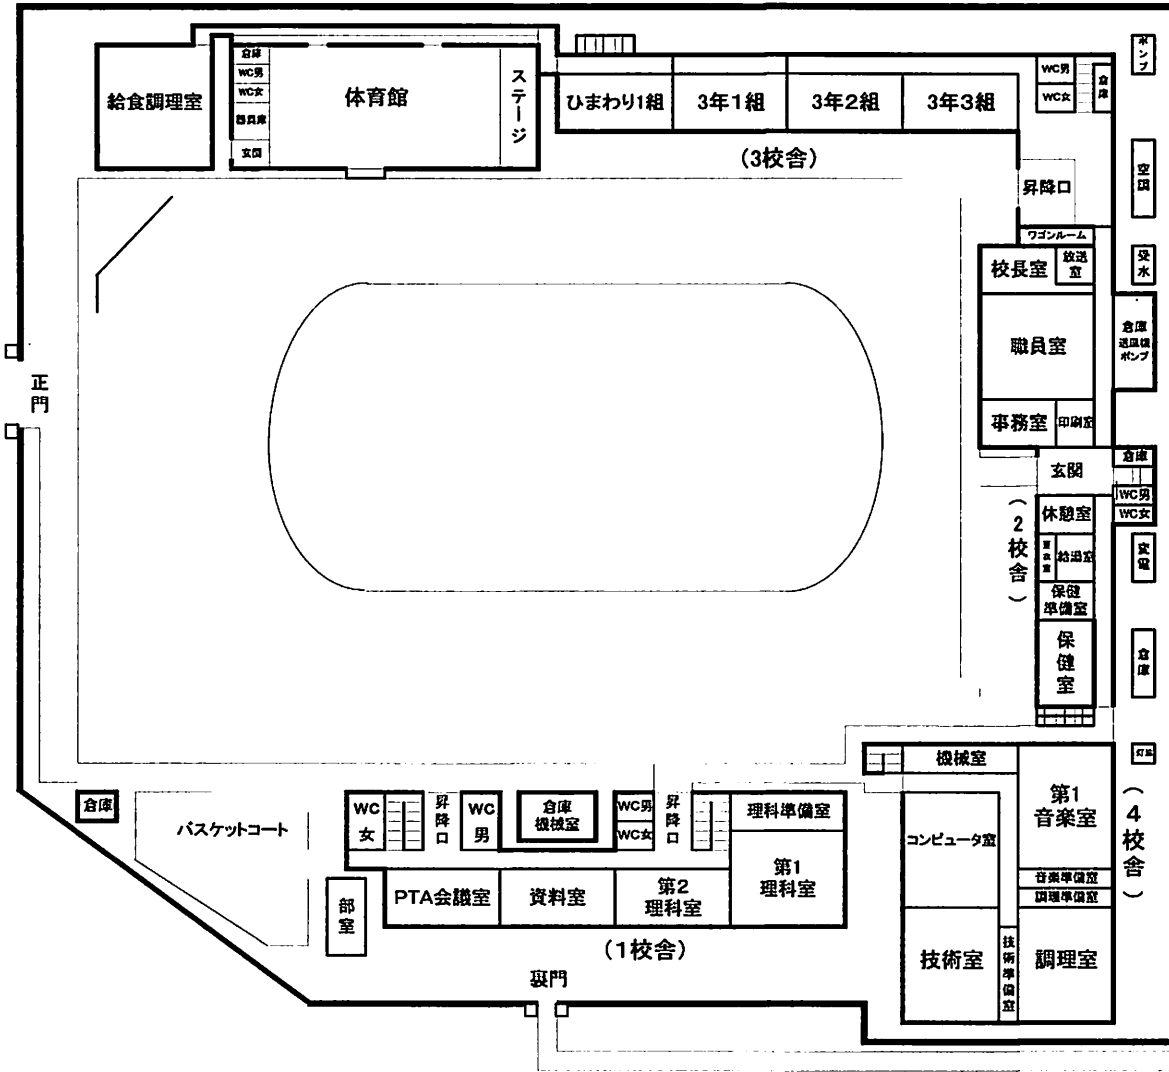 給食調理室
倉庫
WC男
WC女
器具庫
玄関
体育館
ステージ
ひまわり1組
3年1組
3年2組
3年3組
WC男
WC女
倉庫
ポンプ
(3校舎)
昇降口
空調
ワゴンルーム
校長室
放送
室
受水
職員室
倉庫
送風機
ポンプ
事務室
印刷室
正門
玄関
倉庫
WC男
WC女
(2校舎)
休憩室
更衣室
給湯室
変電
保健
準備室
保健室
倉庫
機械室
第1
音楽室
(4校舎)
倉庫
バスケットコート
WC
女
昇降口
WC
男
倉庫
機械室
WC男
WC女
昇降口
理科準備室
第1
理科室
コンピュータ室
音楽準備室
調理準備室
部室
PTA会議室
資料室
第2
理科室
(1校舎)
技術室
技術準備室
調理室
裏門